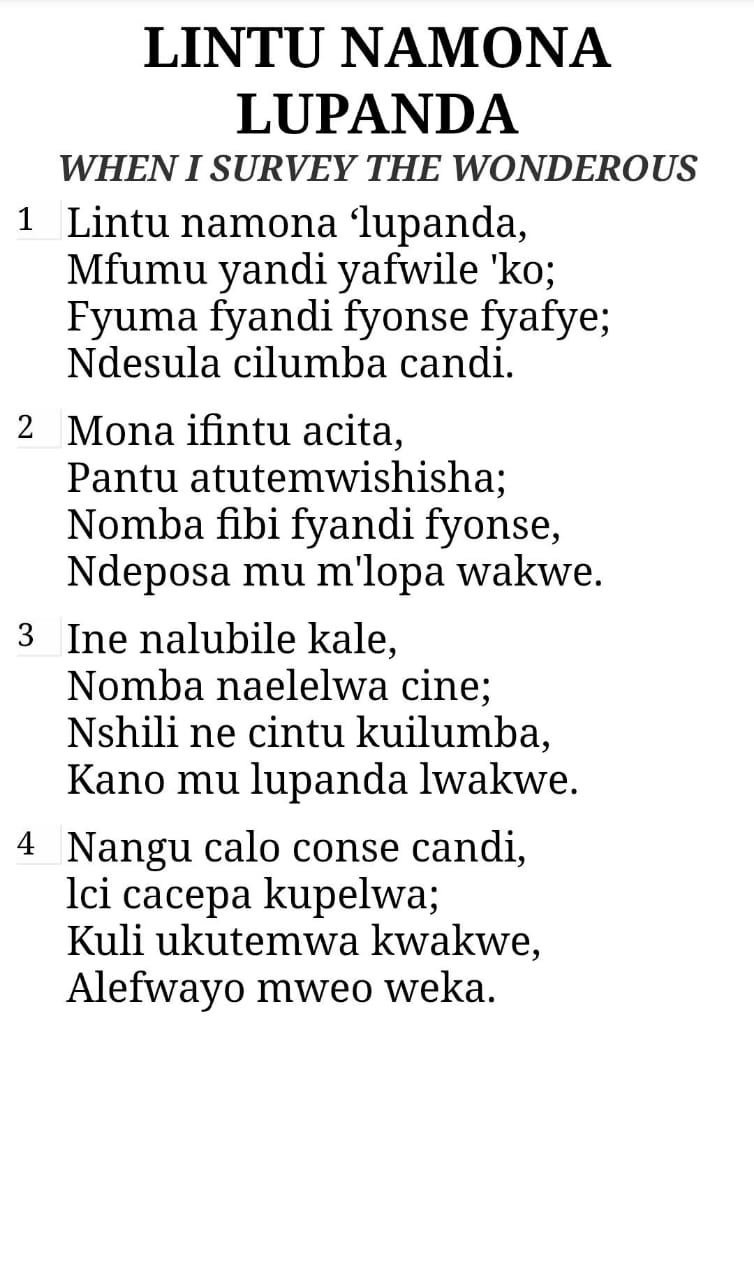 LINTU NAMONA
LUPANDA
WHEN I SURVEY THE WONDEROUS
1 Lintu namona ‘lupanda,
Mfumu yandi yafwile 'ko;
Fyuma fyandi fyonse fyafye;
Ndesula cilumba candi.
2 Mona ifintu acita,
Pantu atutemwishisha;
Nomba fibi fyandi fyonse,
Ndeposa mu m'lopa wakwe.
3 Ine nalubile kale,
Nomba naelelwa cine;
Nshili ne cintu kuilumba,
Kano mu lupanda lwakwe.
4 Nangu calo conse candi,
lci cacepa kupelwa;
Kuli ukutemwa kwakwe,
Alefwayo mweo weka.